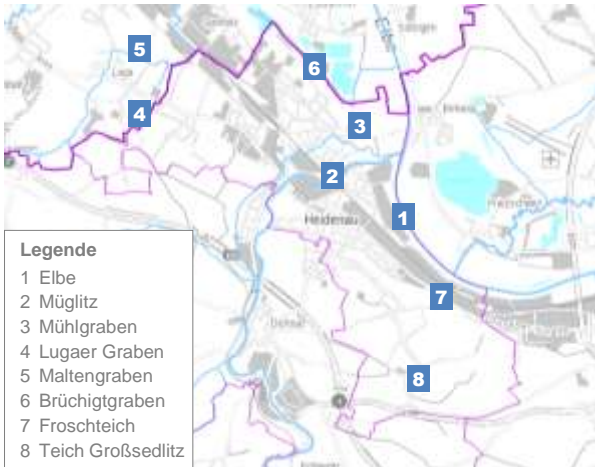 5
6
4
3
2
Heidenau
1
7
8
Legende
1 Elbe
2 Müglitz
3 Mühlgraben
4 Lugaer Graben
5 Maltengraben
6 Brüchigtgraben
7 Froschteich
8 Teich Großsedlitz